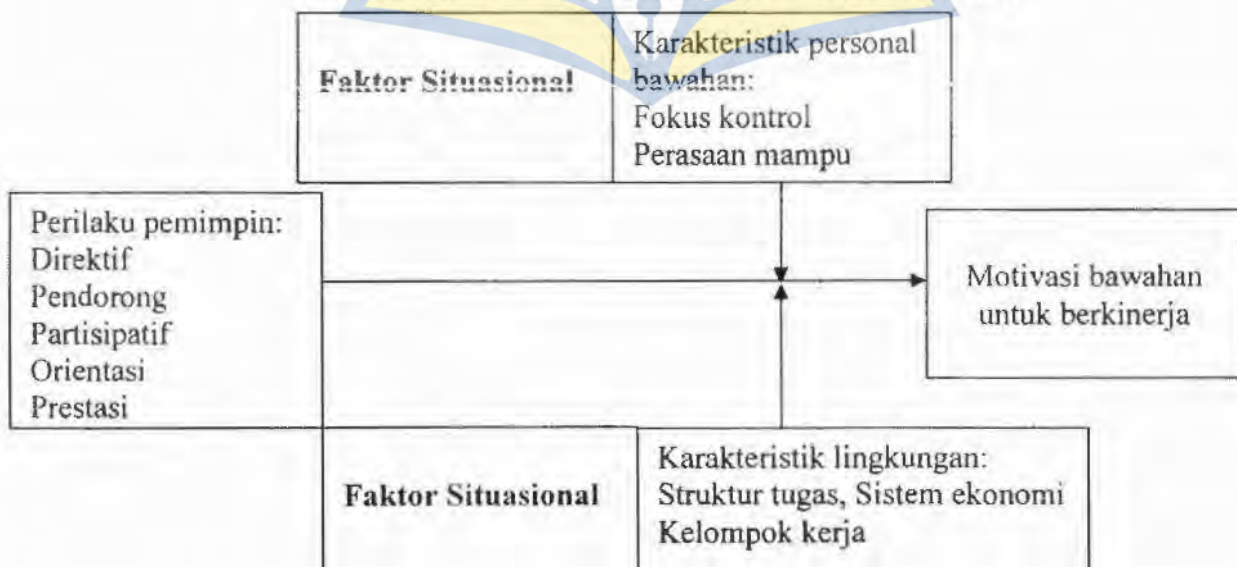 Faktor Situasional
Karakteristik personal
bawahan:
Fokus kontrol
Perasaan mampu
Perilaku pemimpin:
Direktif
Pendorong
Partisipatif
Orientasi
Prestasi
Motivasi bawahan
untuk berkinerja
Faktor Situasional
Karakteristik lingkungan:
Struktur tugas, Sistem ekonomi
Kelompok kerja